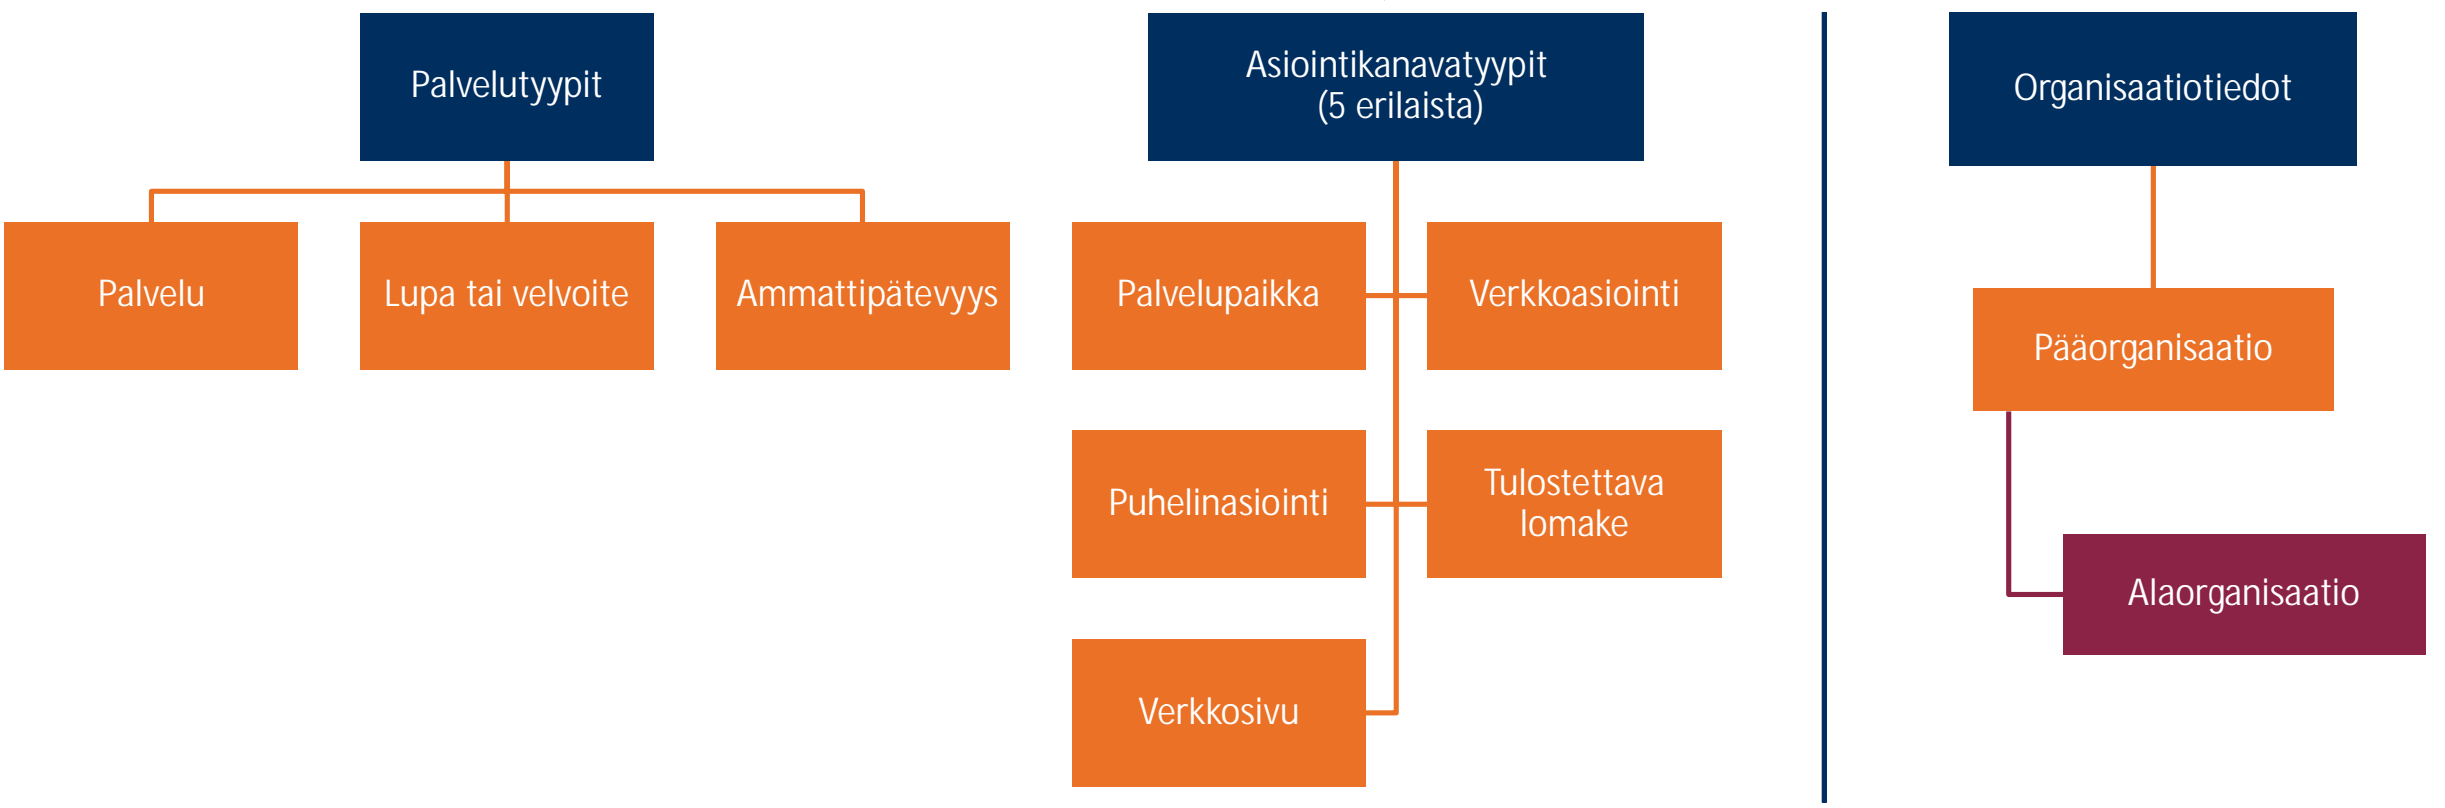 Palvelutyypit
Palvelu
Lupa tai velvoite
Ammattipätevyys
Asiointikanavatyypit
(5 erilaista)
Palvelupaikka
Verkkoasiointi
Puhelinasiointi
Tulostettava
lomake
Verkkosivu
Organisaatiotiedot
Pääorganisaatio
Alaorganisaatio